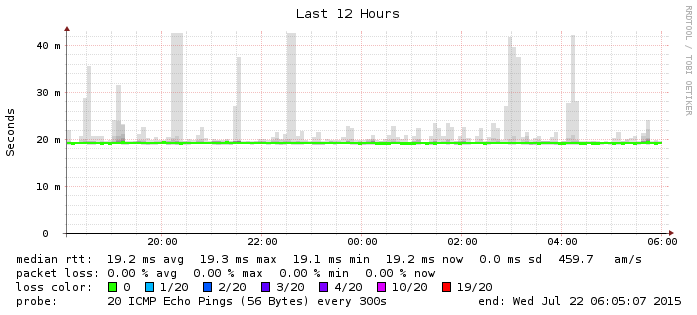 Last 12 Hours
RRDTOOL / TOBI OETIKER
Seconds
40 m
30 m
20 m
10 m
0
20:00 22:00 00:00 02:00 04:00 06:00
median rtt: 19.2 ms avg 19.3 ms max 19.1 ms min 19.2 ms now 0.0 ms sd 459.7 am/s
packet loss: 0.00 % avg 0.00 % max 0.00 % min 0.00 % now
loss color: 0 1/20 2/20 3/20 4/20 10/20 19/20
probe: 20 ICMP Echo Pings (56 Bytes) every 300s end: Wed Jul 22 06:05:07 2015